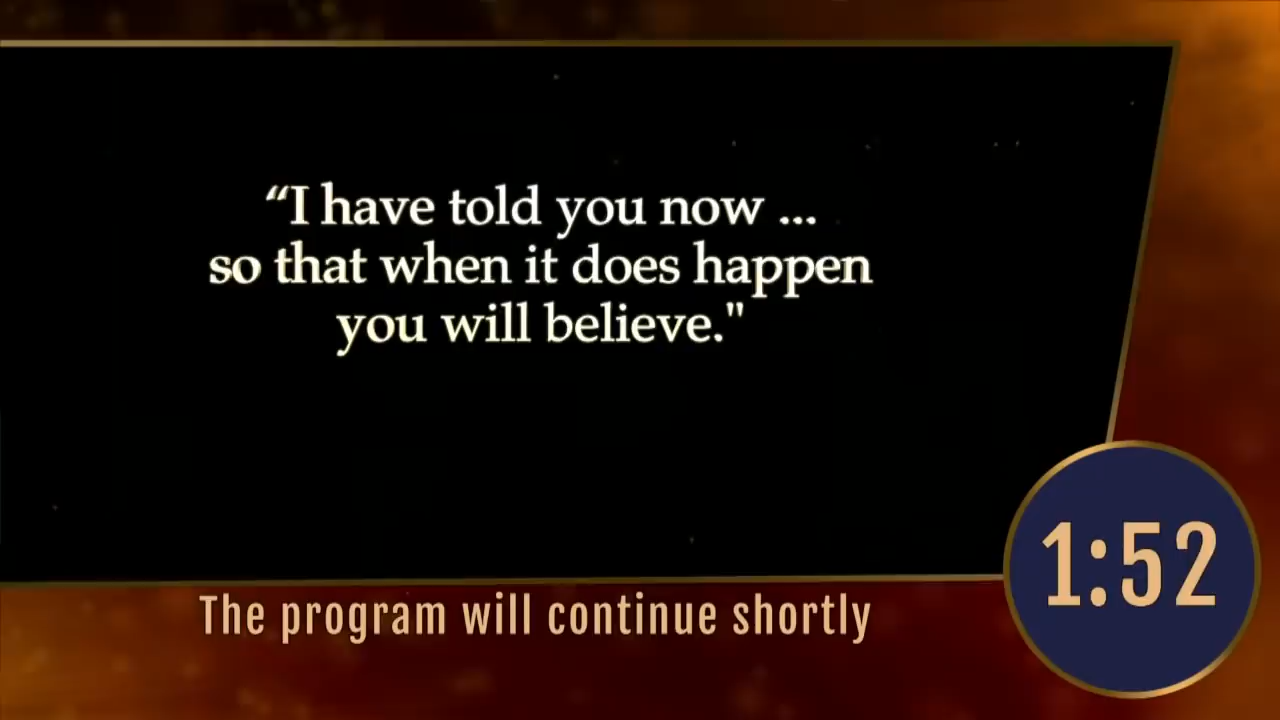 “I have told you now ...
so that when it does happen
you will believe."
The program will continue shortly
1:52